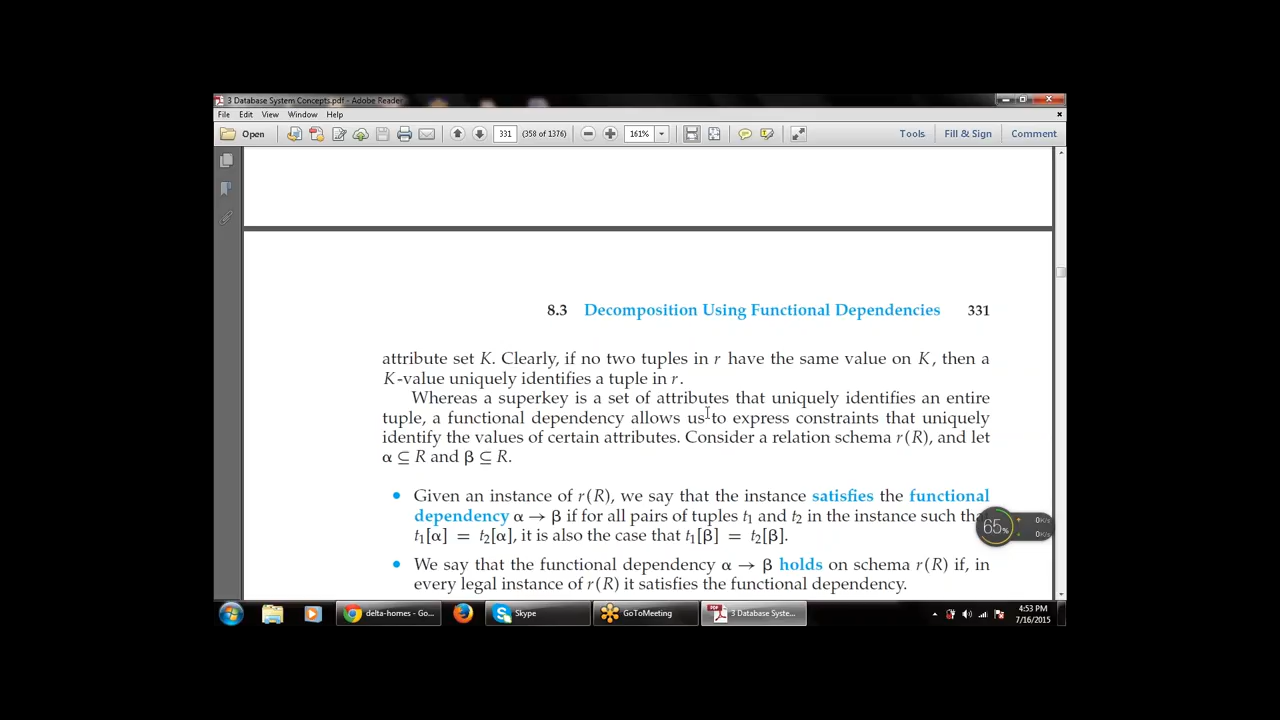 3 Database System Concepts.pdf - Adobe Reader
File Edit View Window Help
Open 331 (358 of 1376) 161% Tools Fill & Sign Comment
8.3 Decomposition Using Functional Dependencies 331
attribute set K. Clearly, if no two tuples in r have the same value on K, then a
K-value uniquely identifies a tuple in r.
Whereas a superkey is a set of attributes that uniquely identifies an entire
tuple, a functional dependency allows us to express constraints that uniquely
identify the values of certain attributes. Consider a relation schema r(R), and let
α ⊆ R and β ⊆ R.
• Given an instance of r(R), we say that the instance satisfies the functional
dependency α → β if for all pairs of tuples t₁ and t₂ in the instance such
t₁[α] = t₂[α], it is also the case that t₁[β] = t₂[β].
• We say that the functional dependency α → β holds on schema r(R) if, in
every legal instance of r(R) it satisfies the functional dependency.
65%
0K/s
0K/s
delta-homes - Go... Skype GoToMeeting 3 Database Syste... 4:53 PM
7/16/2015